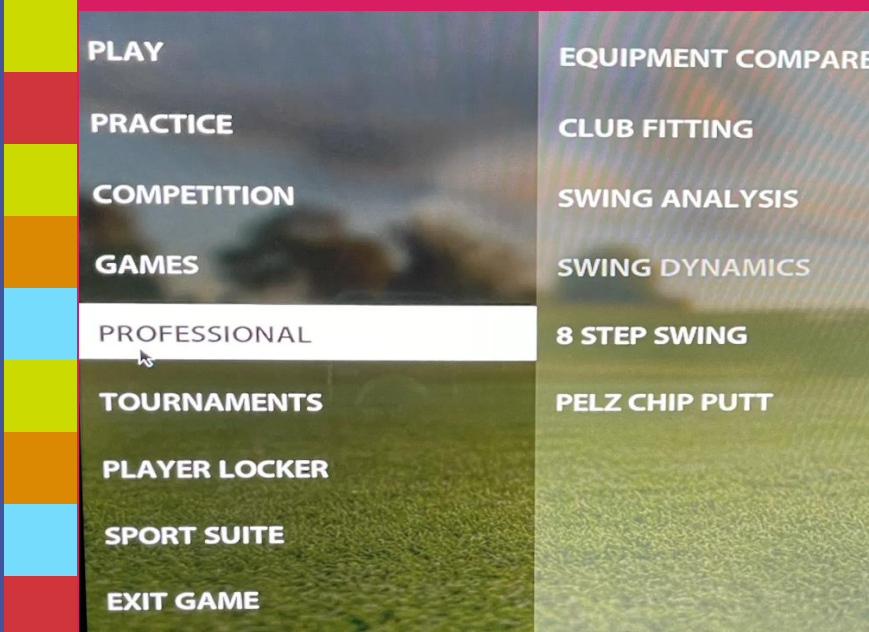 PLAY
PRACTICE
COMPETITION
GAMES
PROFESSIONAL
TOURNAMENTS
PLAYER LOCKER
SPORT SUITE
EXIT GAME
EQUIPMENT COMPARE
CLUB FITTING
SWING ANALYSIS
SWING DYNAMICS
8 STEP SWING
PELZ CHIP PUTT